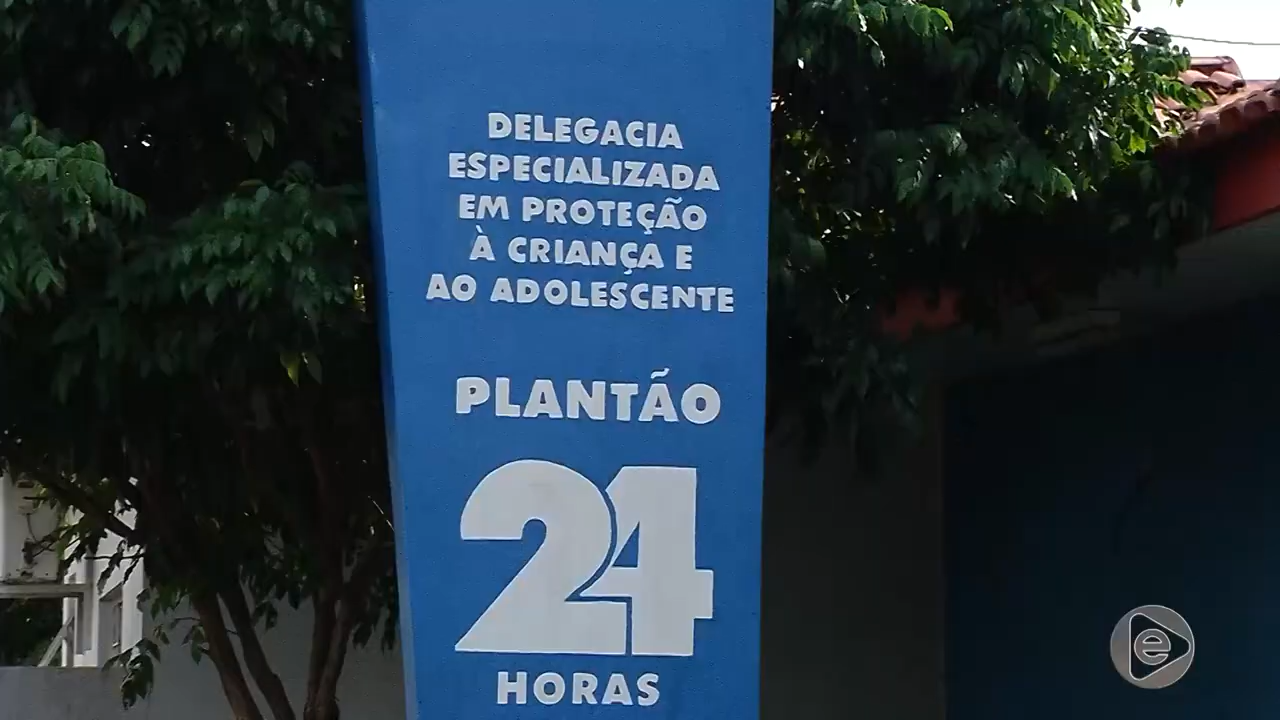 DELEGACIA
ESPECIALIZADA
EM PROTEÇÃO
À CRIANÇA E
AO ADOLESCENTE
PLANTÃO
24
HORAS
e